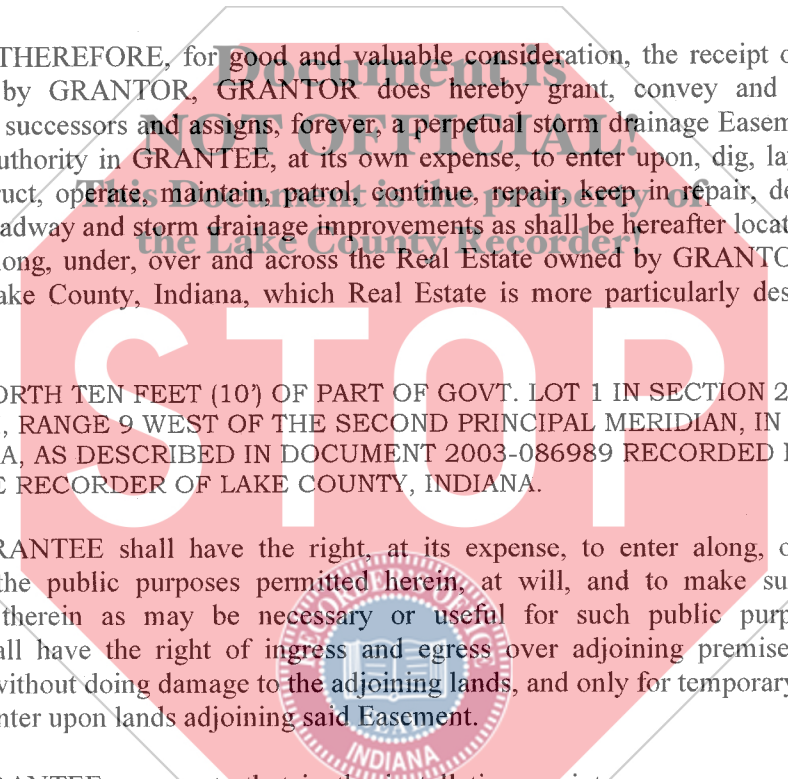 THEREFORE, for good and valuable consideration, the receipt o
by GRANTOR, GRANTOR does hereby grant, convey and
successors and assigns, forever, a perpetual storm drainage Easem
uthority in GRANTEE, at its own expense, to enter upon, dig, la
ruct, operate, maintain, patrol, continue, repair, keep in repair, de
adway and storm drainage improvements as shall be hereafter locat
long, under, over and across the Real Estate owned by GRANTO
ake County, Indiana, which Real Estate is more particularly des
Document is
NOT OFFICIAL!
This Document is the property of
the Lake County Recorder!
STOP
ORTH TEN FEET (10') OF PART OF GOVT. LOT 1 IN SECTION 2
, RANGE 9 WEST OF THE SECOND PRINCIPAL MERIDIAN, IN
A, AS DESCRIBED IN DOCUMENT 2003-086989 RECORDED
E RECORDER OF LAKE COUNTY, INDIANA.
RANTEE shall have the right, at its expense, to enter along, o
the public purposes permitted herein, at will, and to make su
therein as may be necessary or useful for such public purp
all have the right of ingress and egress over adjoining premise
without doing damage to the adjoining lands, and only for temporary
nter upon lands adjoining said Easement.
SEAL
INDIANA